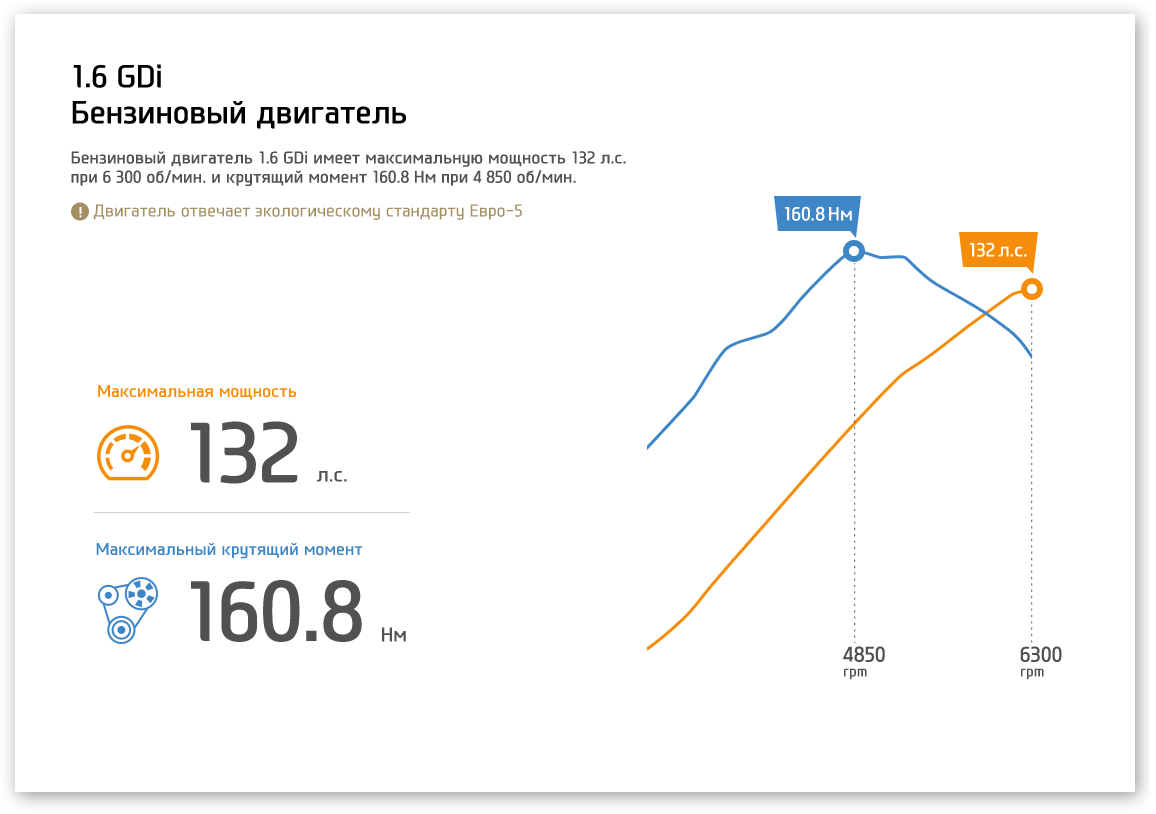 1.6 GDi
Бензиновый двигатель
Бензиновый двигатель 1.6 GDi имеет максимальную мощность 132 л.с.
при 6 300 об/мин. и крутящий момент 160.8 Нм при 4 850 об/мин.
! Двигатель отвечает экологическому стандарту Евро-5
160.8 Нм
132 л.с.
Максимальная мощность
132 л.с.
Максимальный крутящий момент
160.8 Нм
4850
rpm
6300
rpm